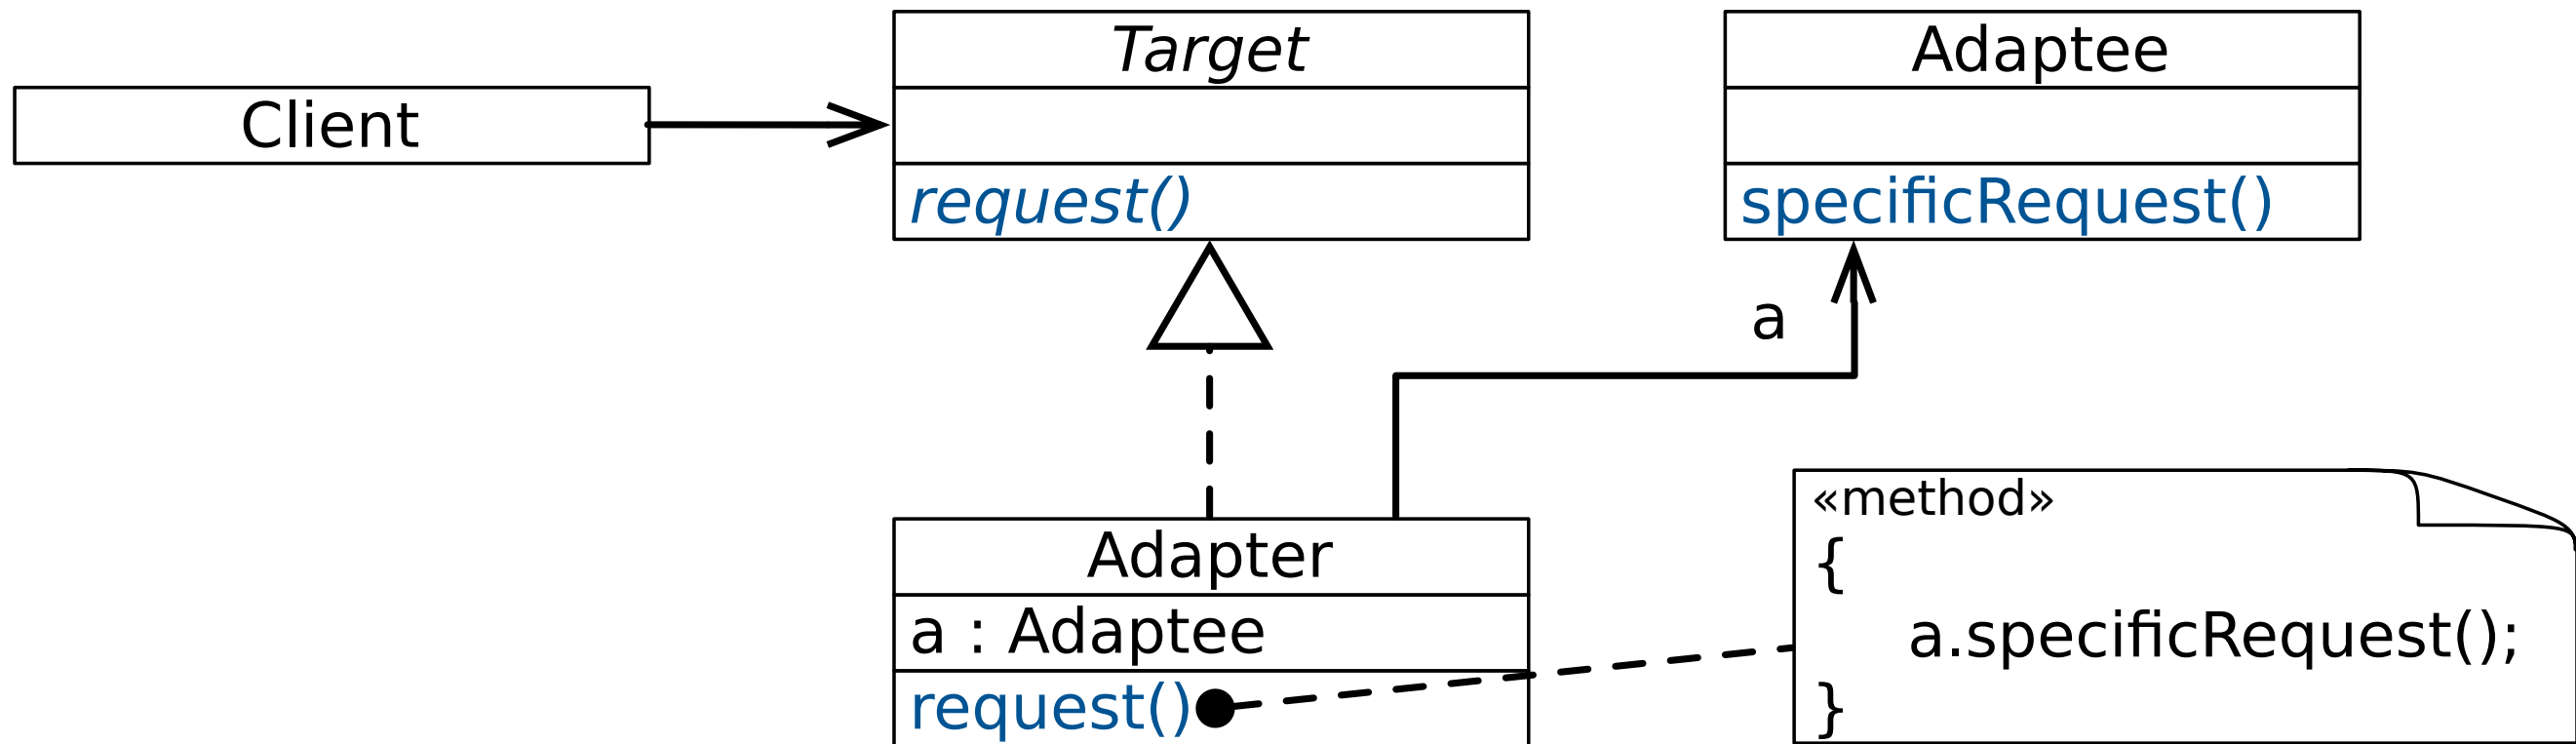 Client
Target
request()
Adaptee
specificRequest()
a
Adapter
a : Adaptee
request()
«method»
{
a.specificRequest();
}